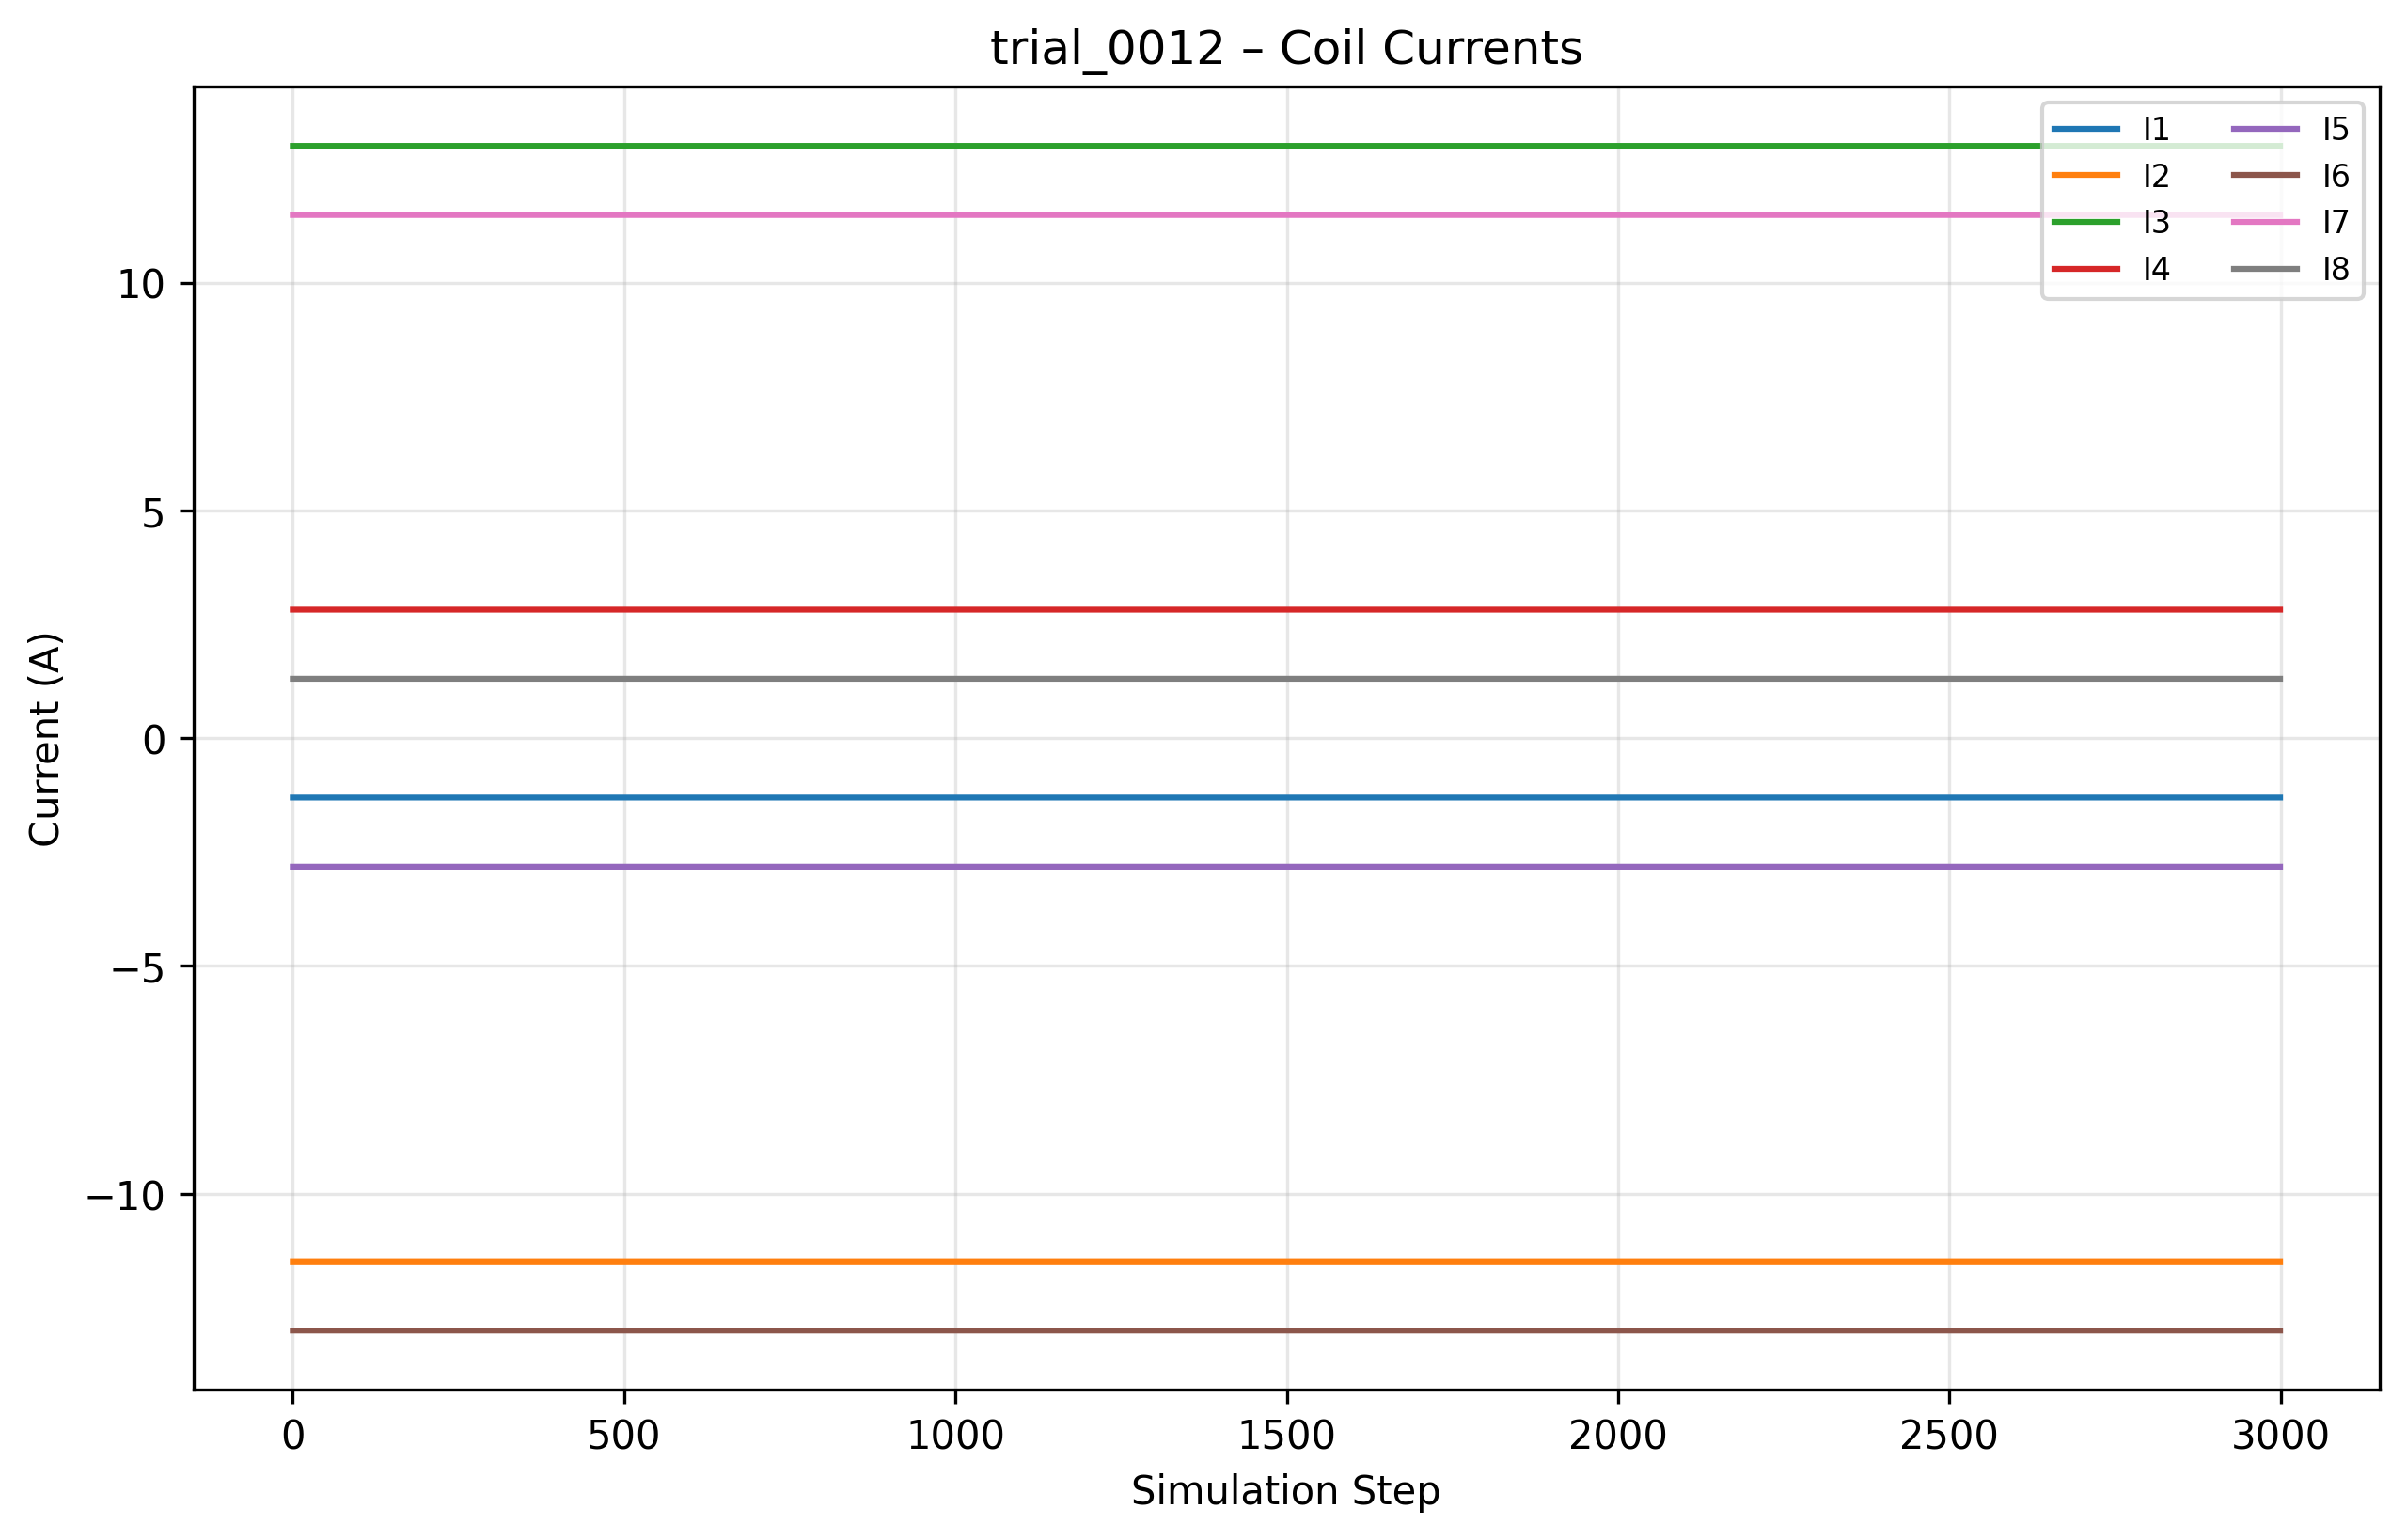 trial_0012 – Coil Currents
I1 I5
I2 I6
I3 I7
I4 I8
10
5
0
−5
−10
Current (A)
0 500 1000 1500 2000 2500 3000
Simulation Step